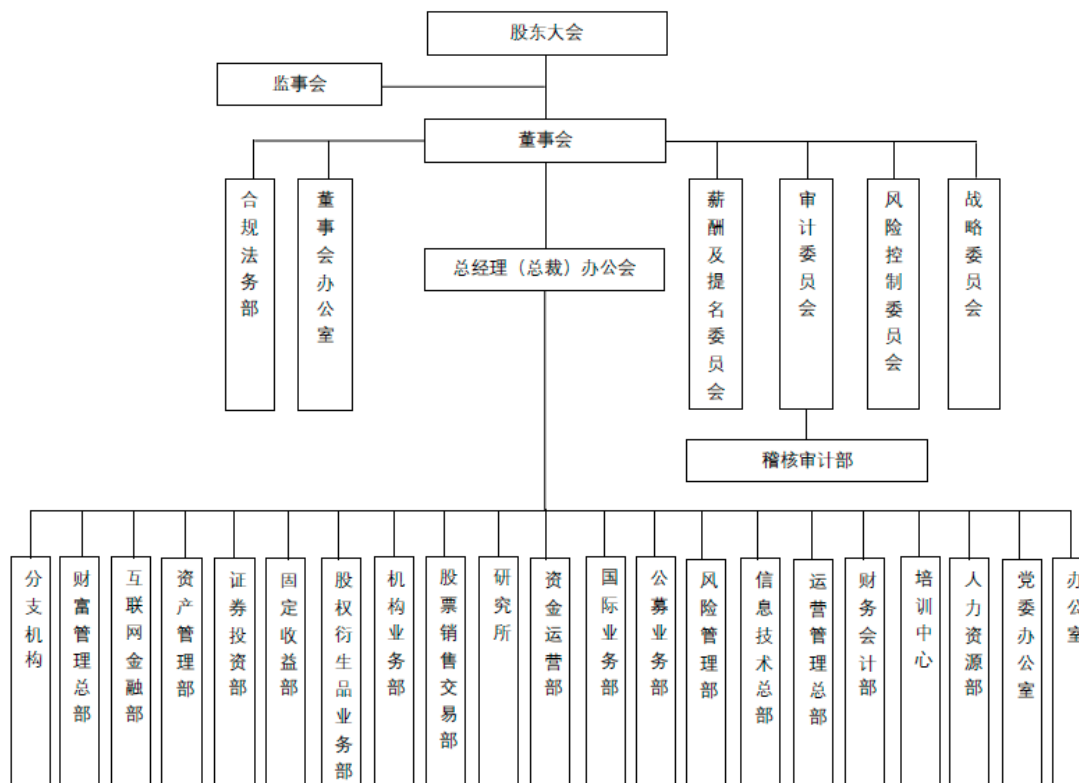 股东大会
监事会
董事会
合规法务部
董事会办公室
薪酬及提名委员会
审计委员会
风险控制委员会
战略委员会
总经理（总裁）办公会
稽核审计部
分支机构
财富管理总部
互联网金融部
资产管理部
证券投资部
固定收益部
股权衍生品业务部
机构业务部
股票销售交易部
研究所
资金运营部
国际业务部
公募业务部
风险管理部
信息技术总部
运营管理总部
财务会计部
培训中心
人力资源部
党委办公室
办公室